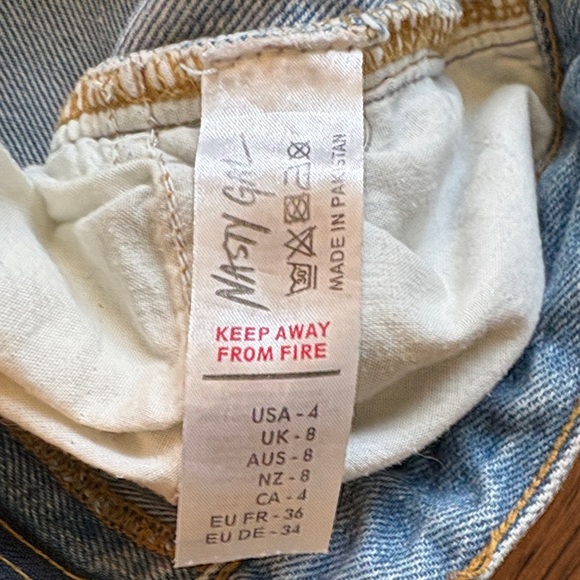 NASTY GAL
MADE IN PAKISTAN
KEEP AWAY
FROM FIRE
USA - 4
UK - 8
AUS - 8
NZ - 8
CA - 4
EU FR - 36
EU DE - 34